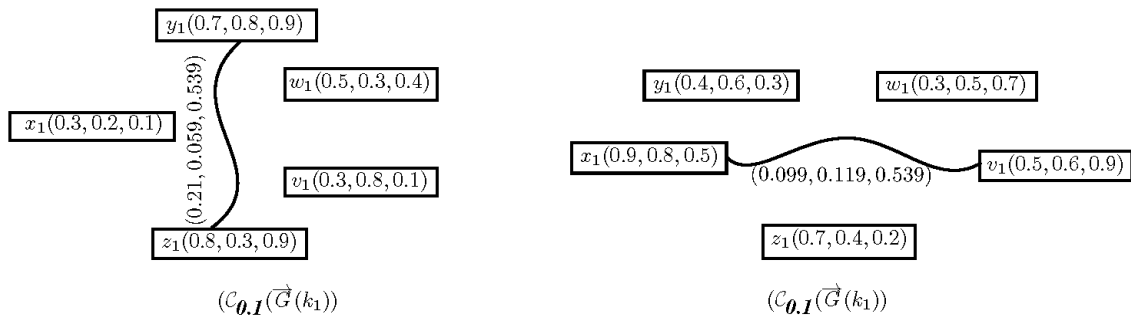 y₁(0.7, 0.8, 0.9)
w₁(0.5, 0.3, 0.4)
x₁(0.3, 0.2, 0.1)
(0.21, 0.059, 0.539)
v₁(0.3, 0.8, 0.1)
z₁(0.8, 0.3, 0.9)
(𝒞0.1(G⃗(k₁))
y₁(0.4, 0.6, 0.3)
w₁(0.3, 0.5, 0.7)
x₁(0.9, 0.8, 0.5)
(0.099, 0.119, 0.539)
v₁(0.5, 0.6, 0.9)
z₁(0.7, 0.4, 0.2)
(𝒞0.1(G⃗(k₁))